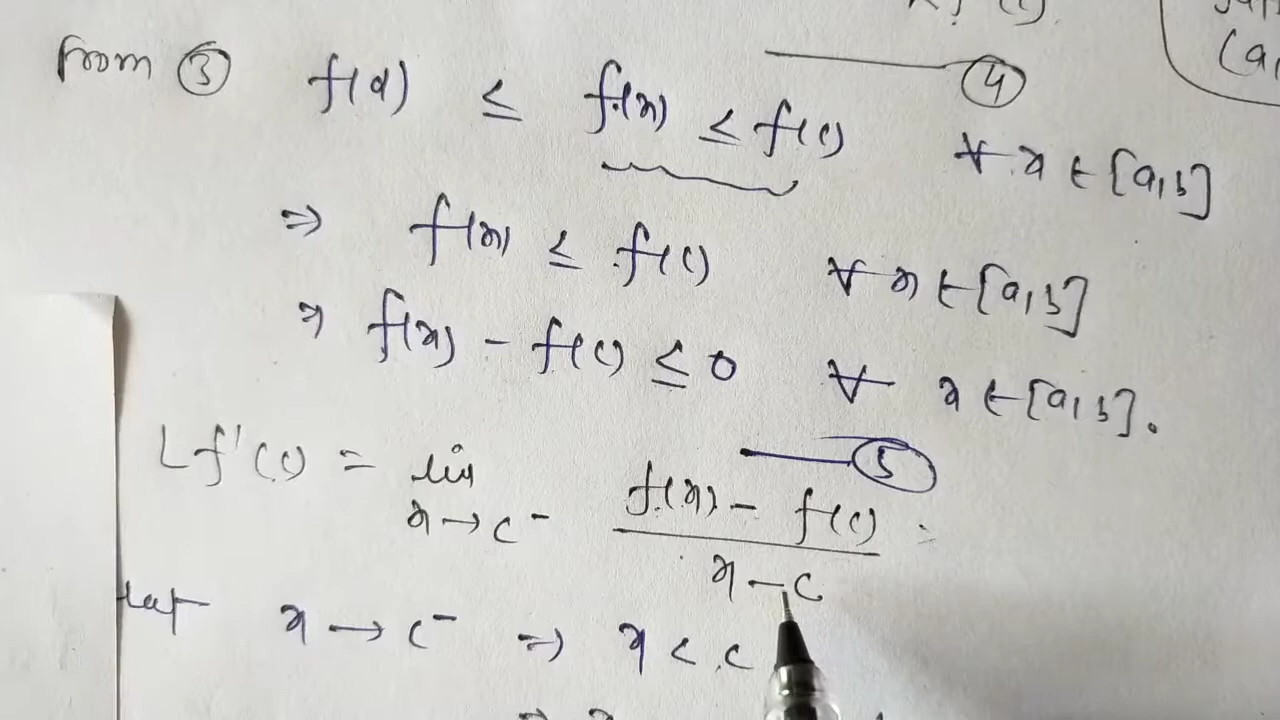 ④
from ③ f(d) ≤ f(x) ≤ f(c) ∀ x ∈ [a,b]
⇒ f(x) ≤ f(c) ∀ x ∈ [a,b]
⇒ f(x) - f(c) ≤ 0 ∀ x ∈ [a,b].
⑤
Lf'(c) = lim x→c⁻ f(x) - f(c) / x - c =
x → c⁻ ⇒ x < c